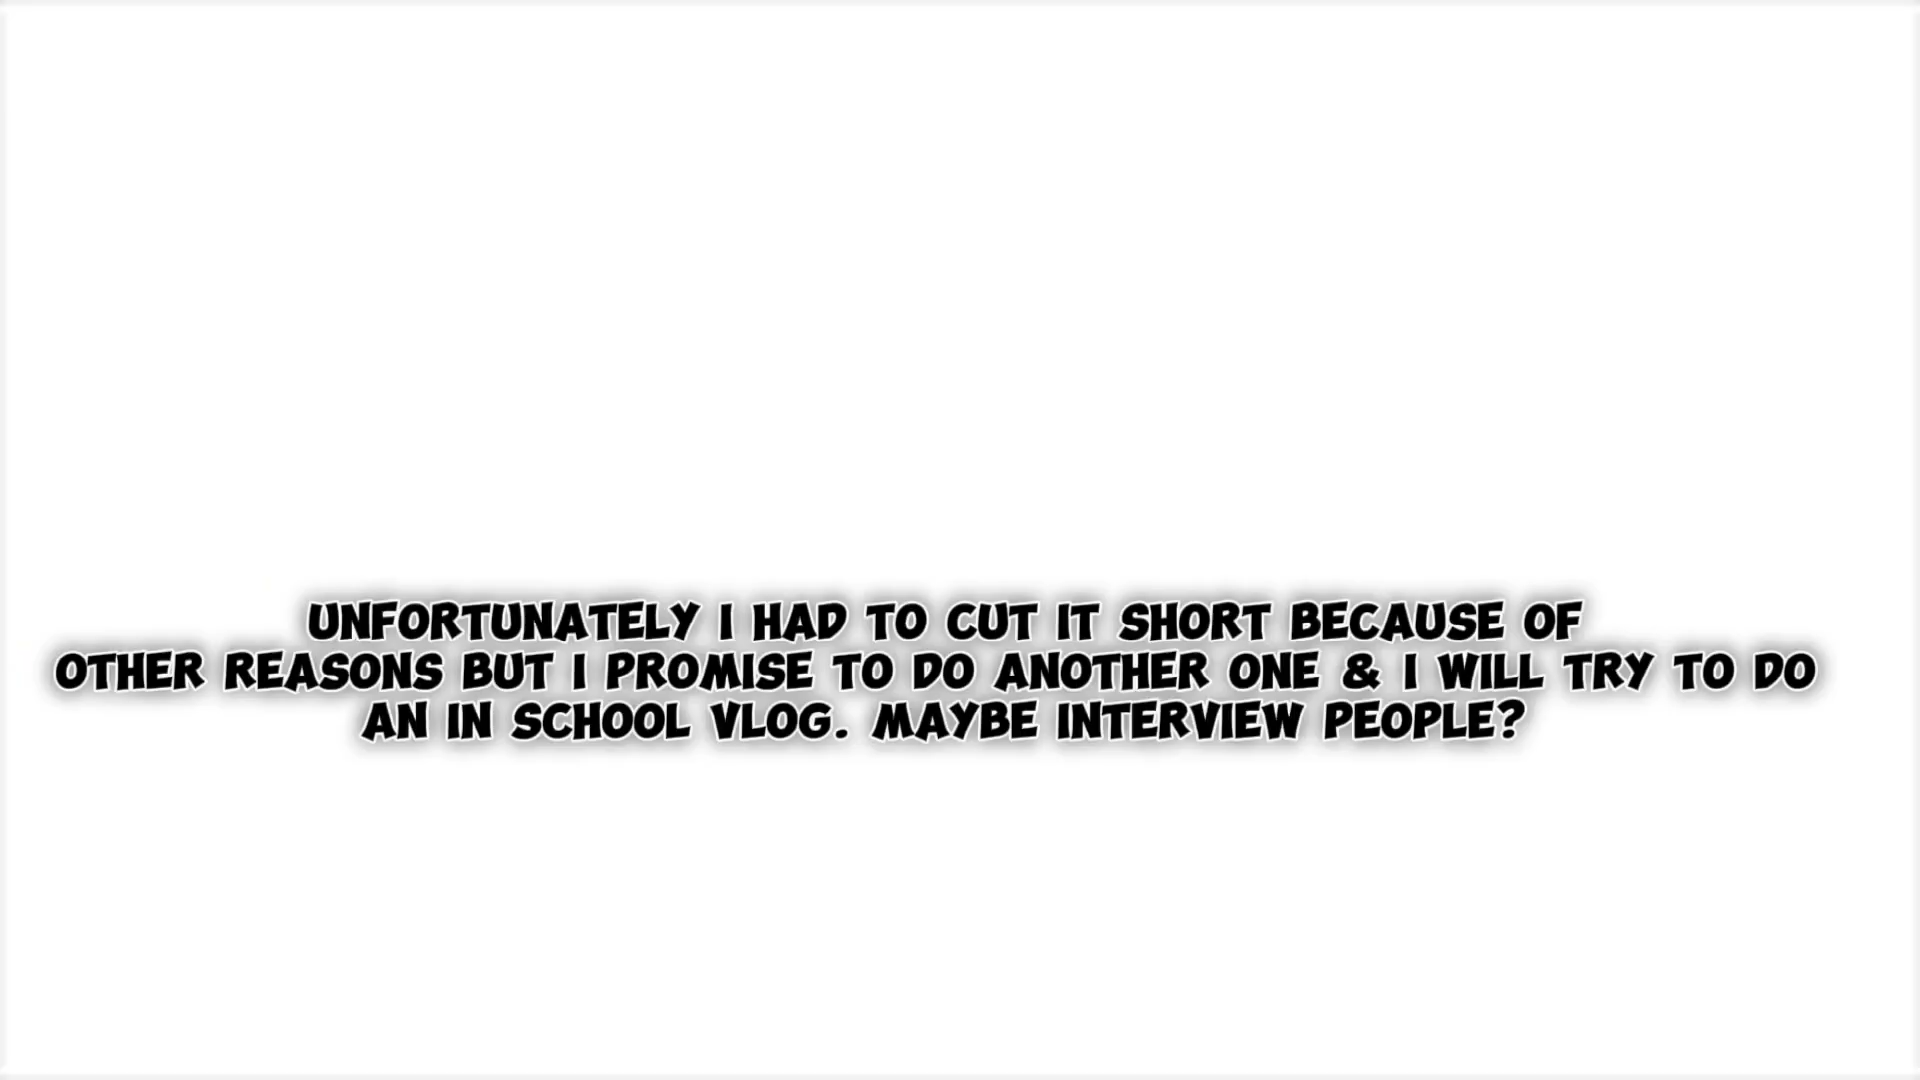 UNFORTUNATELY I HAD TO CUT IT SHORT BECAUSE OF
OTHER REASONS BUT I PROMISE TO DO ANOTHER ONE & I WILL TRY TO DO
AN IN SCHOOL VLOG. MAYBE INTERVIEW PEOPLE?